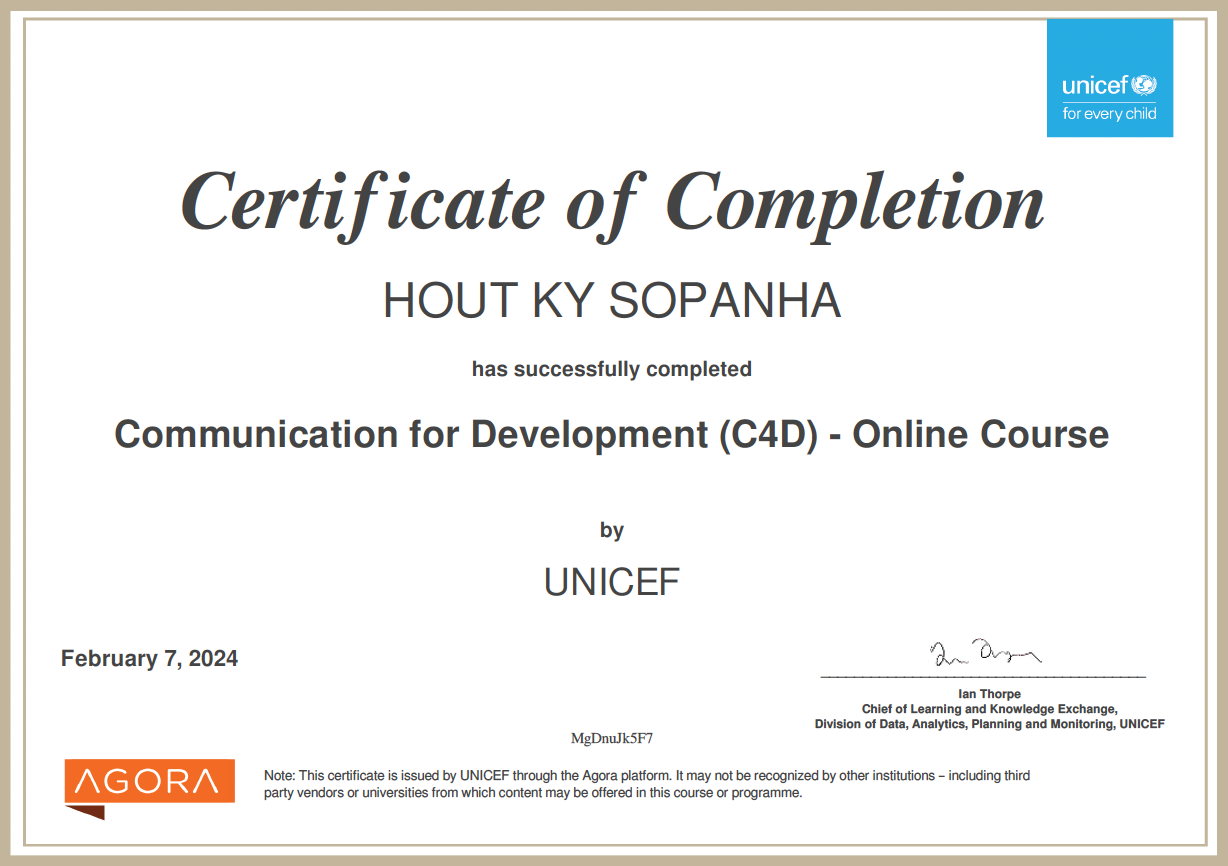 unicef
for every child
Certificate of Completion
HOUT KY SOPANHA
has successfully completed
Communication for Development (C4D) - Online Course
by
UNICEF
February 7, 2024
Ian Thorpe
Chief of Learning and Knowledge Exchange,
Division of Data, Analytics, Planning and Monitoring, UNICEF
MgDnuJk5F7
AGORA
Note: This certificate is issued by UNICEF through the Agora platform. It may not be recognized by other institutions – including third
party vendors or universities from which content may be offered in this course or programme.